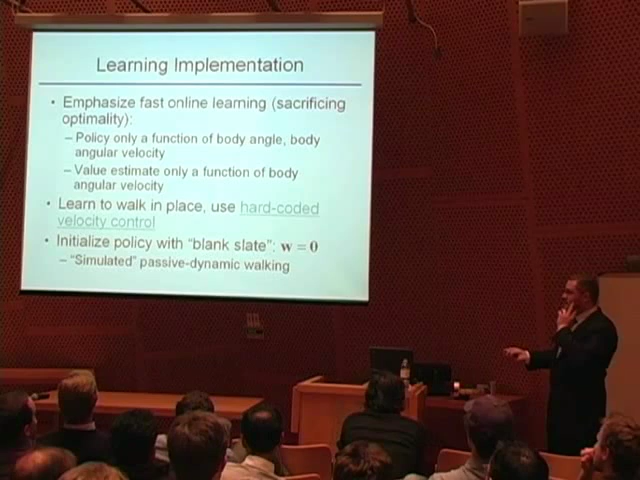 Learning Implementation
• Emphasize fast online learning (sacrificing
optimality):
– Policy only a function of body angle, body
angular velocity
– Value estimate only a function of body
angular velocity
• Learn to walk in place, use hard-coded
velocity control
• Initialize policy with “blank slate”: w = 0
– “Simulated” passive-dynamic walking